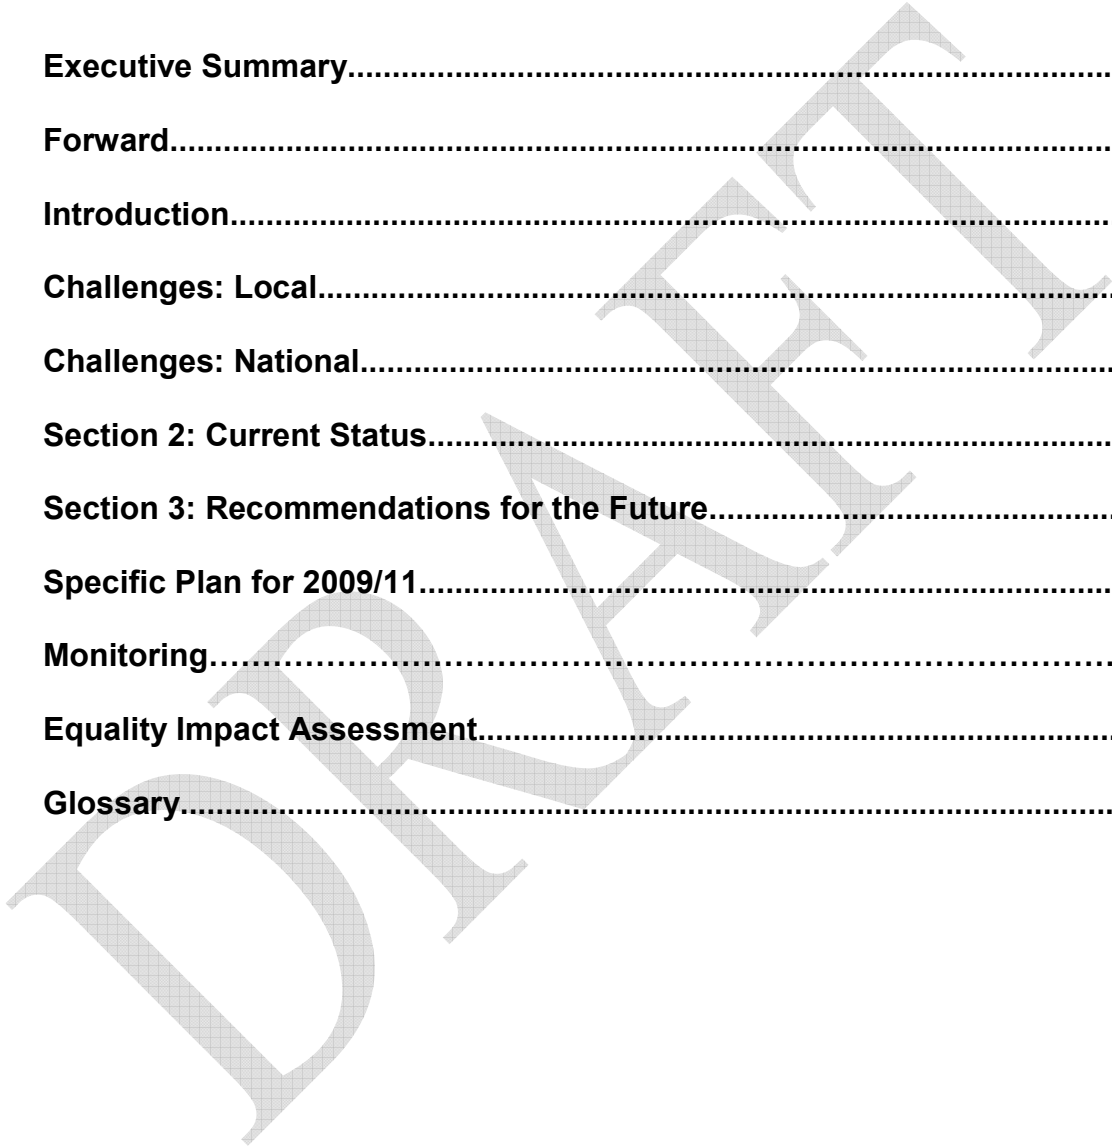 Executive Summary..........................................................................................
Forward..............................................................................................................
Introduction.......................................................................................................
Challenges: Local.............................................................................................
Challenges: National........................................................................................
Section 2: Current Status................................................................................
Section 3: Recommendations for the Future................................................
Specific Plan for 2009/11.................................................................................
Monitoring……………………………………………………………………………
Equality Impact Assessment..........................................................................
Glossary............................................................................................................
DRAFT